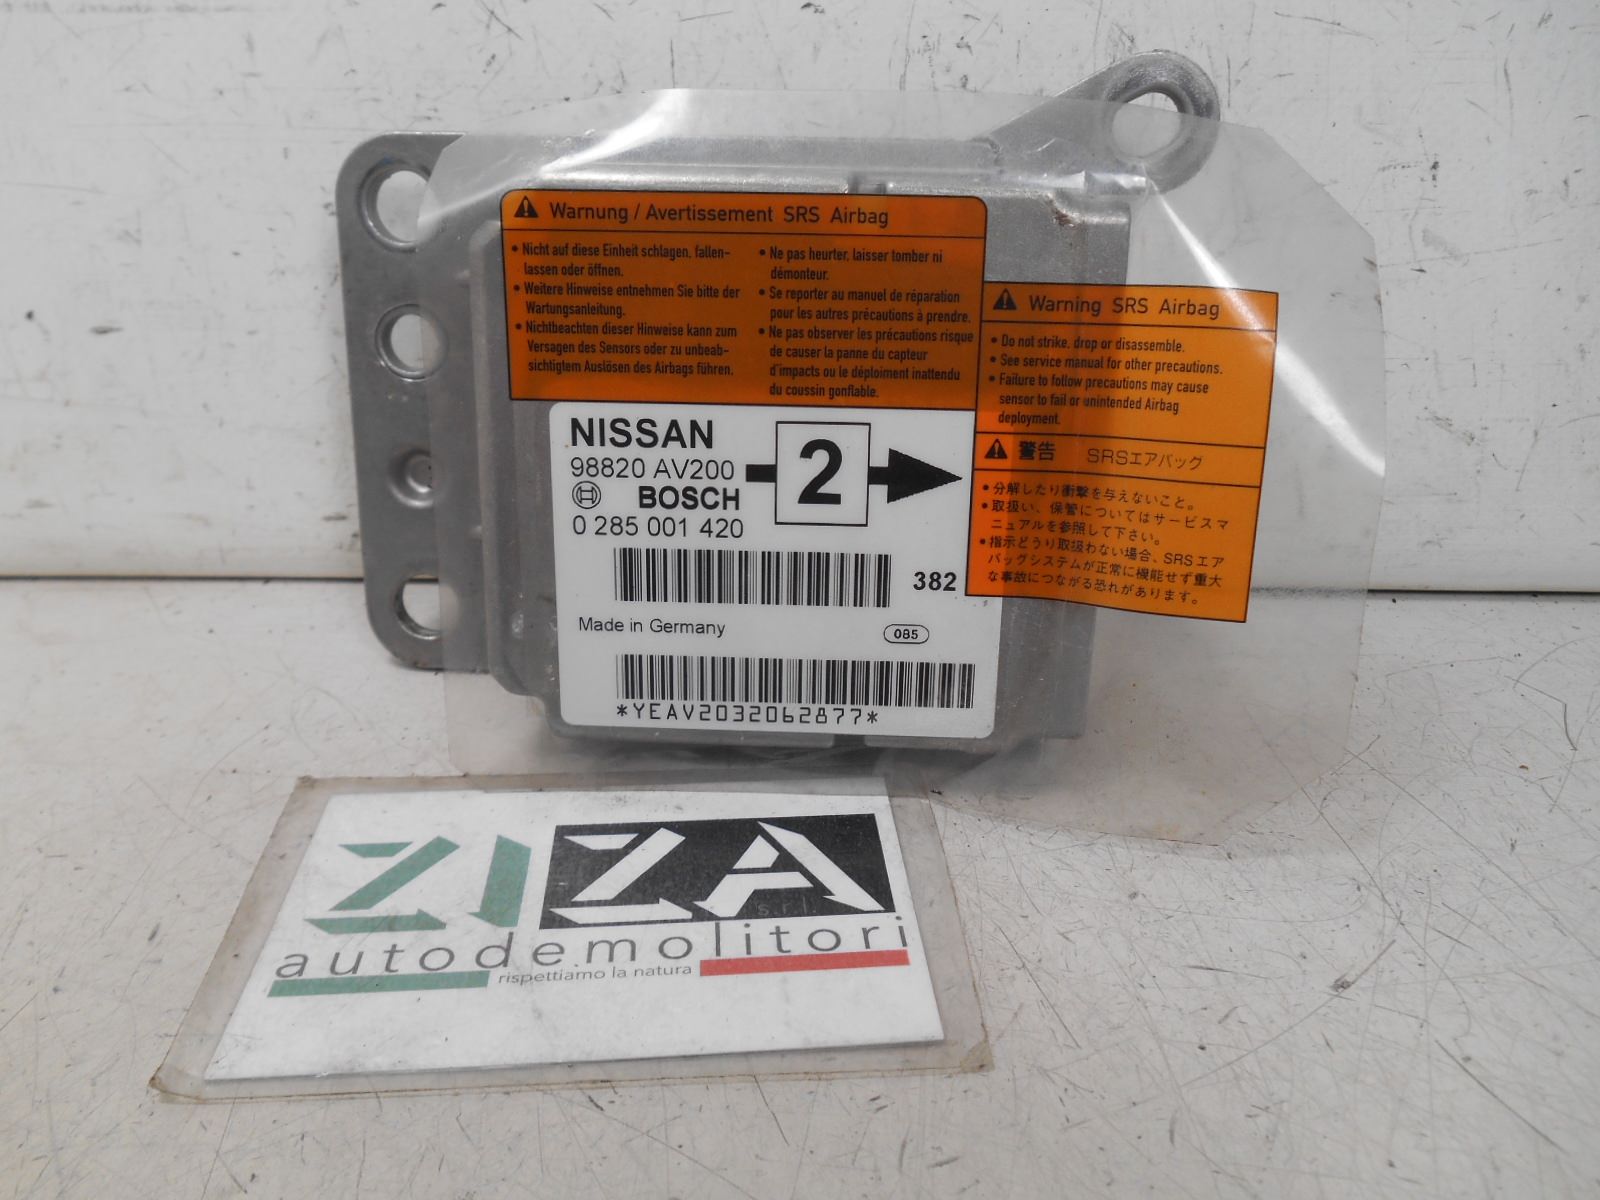 Warnung / Avertissement SRS Airbag
• Nicht auf diese Einheit schlagen, fallen-
lassen oder öffnen.
• Weitere Hinweise entnehmen Sie bitte der
Wartungsanleitung.
• Nichtbeachten dieser Hinweise kann zum
Versagen des Sensors oder zu unbeab-
sichtigtem Auslösen des Airbags führen.
• Ne pas heurter, laisser tomber ni
démonteur.
• Se reporter au manuel de réparation
pour les autres précautions à prendre.
• Ne pas observer les précautions risque
de causer la panne du capteur
d'impacts ou le déploiment inattendu
du coussin gonflable.
Warning SRS Airbag
• Do not strike, drop or disassemble.
• See service manual for other precautions.
• Failure to follow precautions may cause
sensor to fail or unintended Airbag
deployment.
警告 SRSエアバッグ
• 分解したり衝撃を与えないこと。
• 取扱い、保管についてはサービスマ
ニュアルを参照して下さい。
• 指示どうり取扱わない場合、SRSエア
バッグシステムが正常に機能せず重大
な事故につながる恐れがあります。
NISSAN
98820 AV200
BOSCH
0 285 001 420
2
382
Made in Germany
085
*YEAV2032062877*
ZIZA
s.r.l.
autodemolitori
rispettiamo la natura